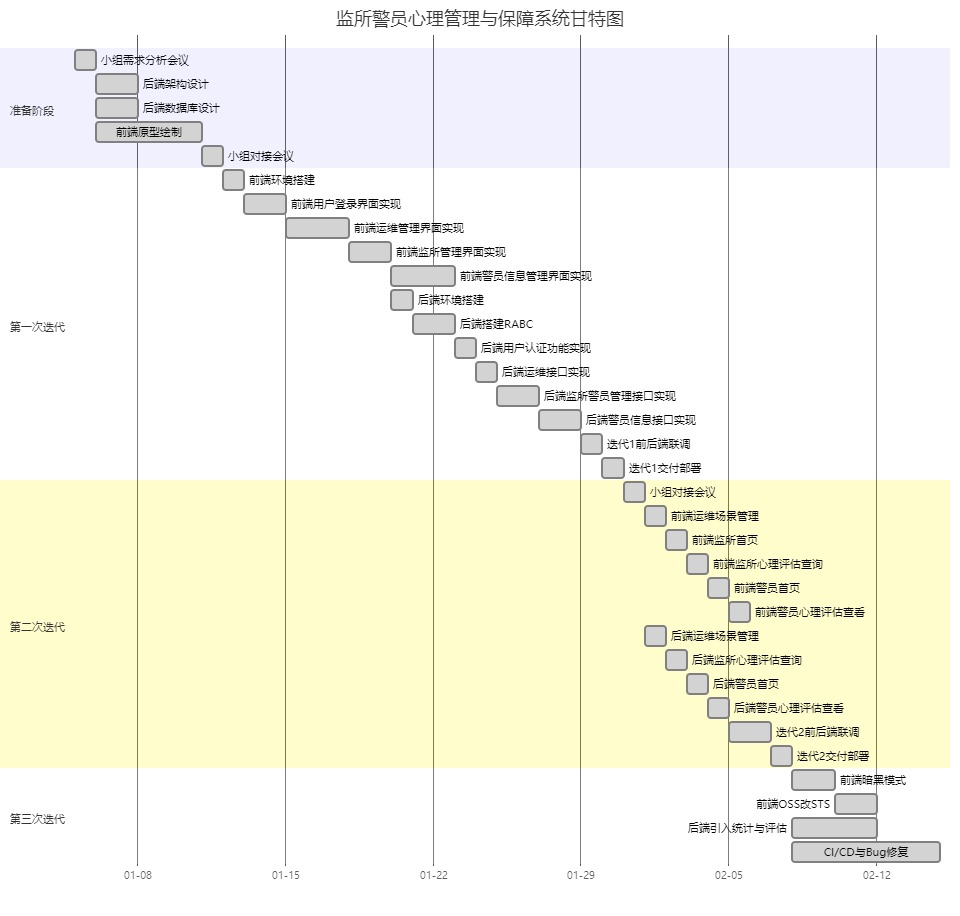 监所警员心理管理与保障系统甘特图
准备阶段
小组需求分析会议
后端架构设计
后端数据库设计
前端原型绘制
小组对接会议
第一次迭代
前端环境搭建
前端用户登录界面实现
前端运维管理界面实现
前端监所管理界面实现
前端警员信息管理界面实现
后端环境搭建
后端搭建RABC
后端用户认证功能实现
后端运维接口实现
后端监所警员管理接口实现
后端警员信息接口实现
迭代1前后端联调
迭代1交付部署
第二次迭代
小组对接会议
前端运维场景管理
前端监所首页
前端监所心理评估查询
前端警员首页
前端警员心理评估查看
后端运维场景管理
后端监所心理评估查询
后端警员首页
后端警员心理评估查看
迭代2前后端联调
迭代2交付部署
第三次迭代
前端暗黑模式
前端OSS改STS
后端引入统计与评估
CI/CD与Bug修复
01-08 01-15 01-22 01-29 02-05 02-12